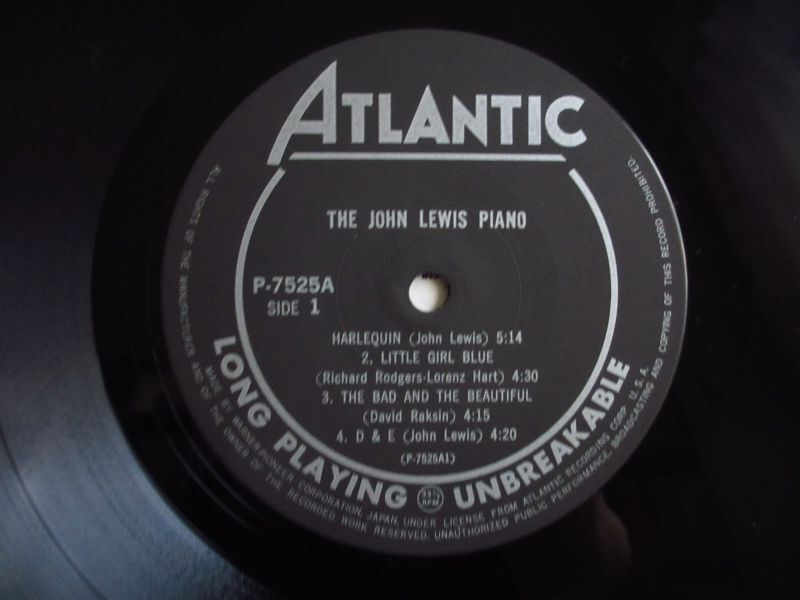 ATLANTIC
THE JOHN LEWIS PIANO
P-7525A
SIDE 1
HARLEQUIN (John Lewis) 5:14
2, LITTLE GIRL BLUE
(Richard Rodgers-Lorenz Hart) 4:30
3, THE BAD AND THE BEAUTIFUL
(David Raksin) 4:15
4, D & E (John Lewis) 4:20
(P-7525A1)
LONG PLAYING 33⅓ RPM UNBREAKABLE
ALL RIGHTS OF THE MANUFACTURER AND OF THE OWNER OF THE RECORDED WORK RESERVED, UNAUTHORIZED PUBLIC PERFORMANCE, BROADCASTING AND COPYING OF THIS RECORD PROHIBITED.
MADE BY WARNER-PIONEER CORPORATION, JAPAN, UNDER LICENSE FROM ATLANTIC RECORDING CORP. U.S.A.